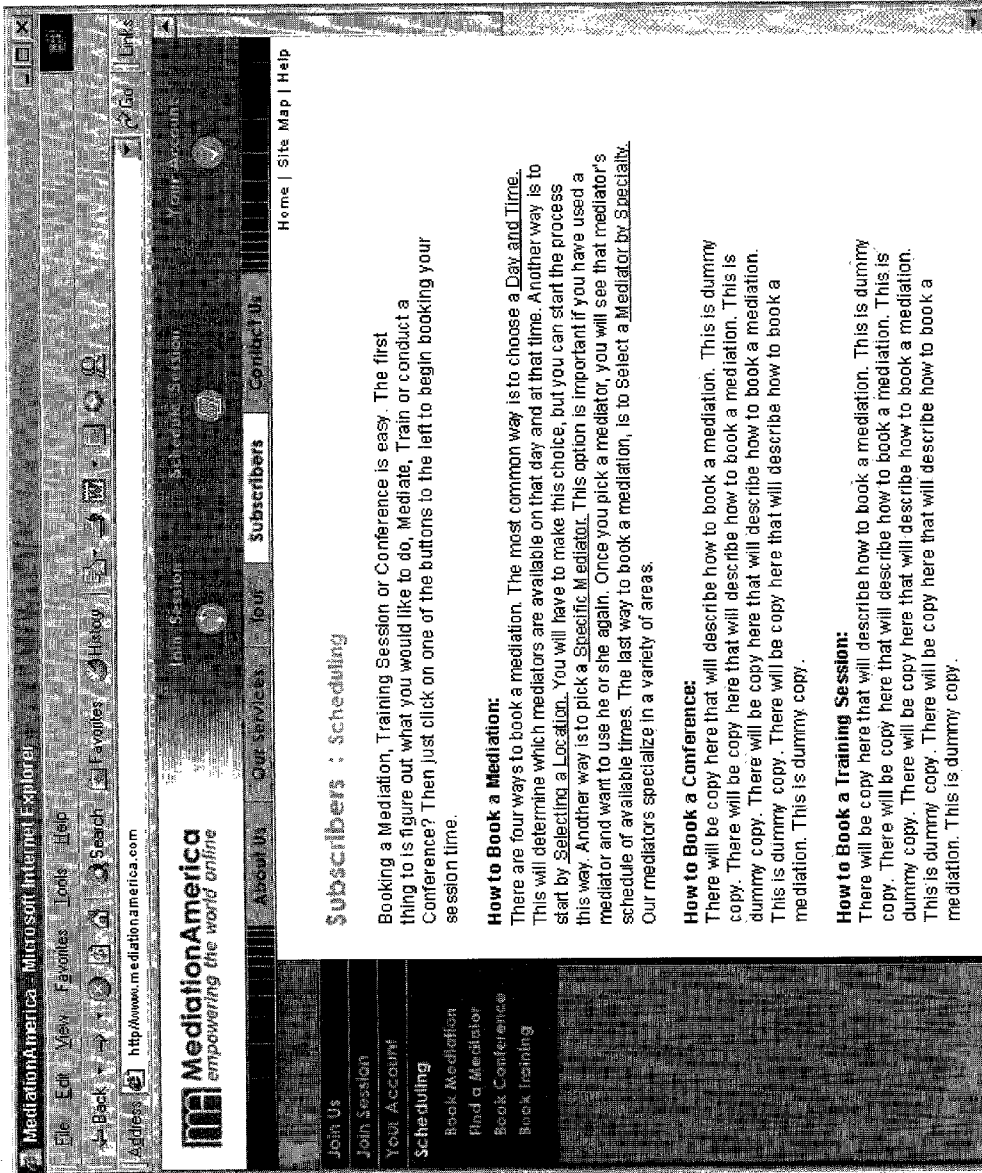 MediationAmerica - Microsoft Internet Explorer
File Edit View Favorites Tools Help
Back Search Favorites History
Address http://www.mediationamerica.com Go Links
MediationAmerica
empowering the world online
Join Session Schedule Session Your Account
About Us Our Services Tour Subscribers Contact Us
Home | Site Map | Help
Join Us
Join Session
Your Account
Scheduling
Book Mediation
Find a Mediator
Book Conference
Book Training
Subscribers : Scheduling
Booking a Mediation, Training Session or Conference is easy. The first
thing to is figure out what you would like to do, Mediate, Train or conduct a
Conference? Then just click on one of the buttons to the left to begin booking your
session time.
How to Book a Mediation:
There are four ways to book a mediation. The most common way is to choose a Day and Time.
This will determine which mediators are available on that day and at that time. Another way is to
start by Selecting a Location. You will have to make this choice, but you can start the process
this way. Another way is to pick a Specific Mediator. This option is important if you have used a
mediator and want to use he or she again. Once you pick a mediator, you will see that mediator's
schedule of available times. The last way to book a mediation, is to Select a Mediator by Specialty.
Our mediators specialize in a variety of areas.
How to Book a Conference:
There will be copy here that will describe how to book a mediation. This is dummy
copy. There will be copy here that will describe how to book a mediation. This is
dummy copy. There will be copy here that will describe how to book a mediation.
This is dummy copy. There will be copy here that will describe how to book a
mediation. This is dummy copy.
How to Book a Training Session:
There will be copy here that will describe how to book a mediation. This is dummy
copy. There will be copy here that will describe how to book a mediation. This is
dummy copy. There will be copy here that will describe how to book a mediation.
This is dummy copy. There will be copy here that will describe how to book a
mediation. This is dummy copy.